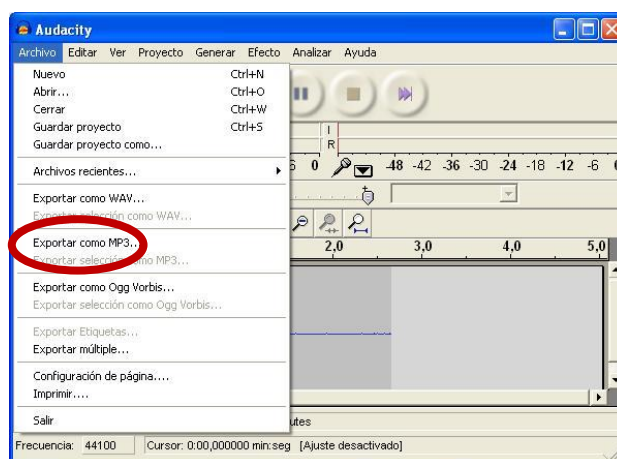 Audacity
Archivo Editar Ver Proyecto Generar Efecto Analizar Ayuda
Nuevo Ctrl+N
Abrir... Ctrl+O
Cerrar Ctrl+W
Guardar proyecto Ctrl+S
Guardar proyecto como...
Archivos recientes...
Exportar como WAV...
Exportar selección como WAV...
Exportar como MP3...
Exportar selección como MP3...
Exportar como Ogg Vorbis...
Exportar selección como Ogg Vorbis...
Exportar Etiquetas...
Exportar múltiple...
Configuración de página....
Imprimir....
Salir
I
R
6 0 -48 -42 -36 -30 -24 -18 -12 -6
2,0 3,0 4,0 5,0
utes
Frecuencia: 44100 Cursor: 0:00,000000 min:seg [Ajuste desactivado]